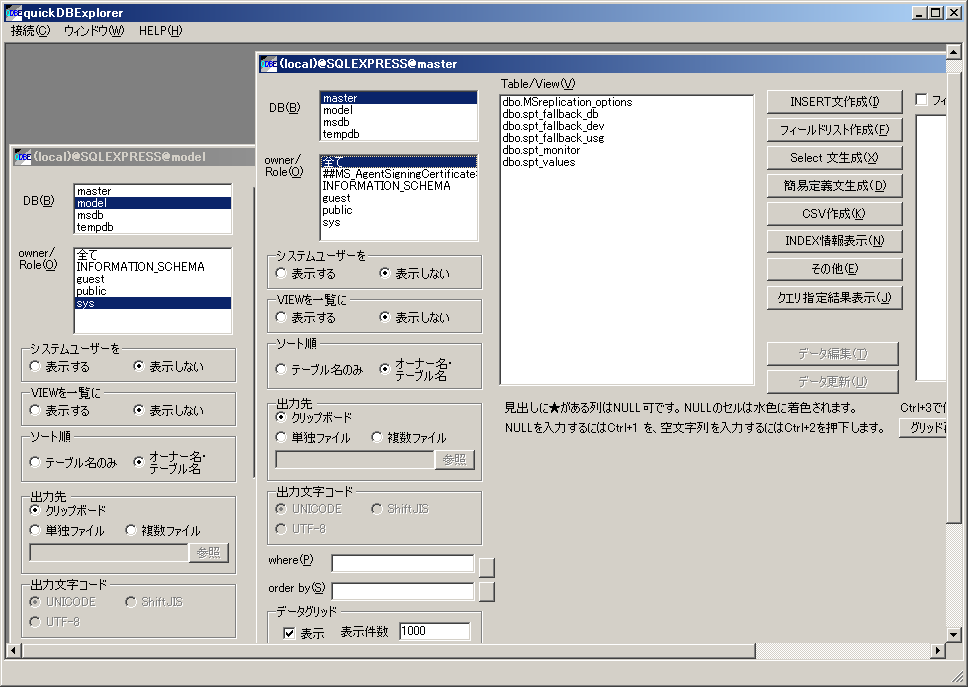 quickDBExplorer
接続(C) ウィンドウ(W) HELP(H)
(local)@SQLEXPRESS@model
DB(B)
master
model
msdb
tempdb
owner/
Role(O)
全て
INFORMATION_SCHEMA
guest
public
sys
システムユーザーを
表示する 表示しない
VIEWを一覧に
表示する 表示しない
ソート順
テーブル名のみ オーナー名・
テーブル名
出力先
クリップボード
単独ファイル 複数ファイル
参照
出力文字コード
UNICODE ShiftJIS
UTF-8
(local)@SQLEXPRESS@master
DB(B)
master
model
msdb
tempdb
owner/
Role(O)
全て
##MS_AgentSigningCertificate:
INFORMATION_SCHEMA
guest
public
sys
システムユーザーを
表示する 表示しない
VIEWを一覧に
表示する 表示しない
ソート順
テーブル名のみ オーナー名・
テーブル名
出力先
クリップボード
単独ファイル 複数ファイル
参照
出力文字コード
UNICODE ShiftJIS
UTF-8
where(P)
order by(S)
データグリッド
表示 表示件数 1000
Table/View(V)
dbo.MSreplication_options
dbo.spt_fallback_db
dbo.spt_fallback_dev
dbo.spt_fallback_usg
dbo.spt_monitor
dbo.spt_values
INSERT文作成(I)
フィールドリスト作成(F)
Select 文生成(X)
簡易定義文生成(D)
CSV作成(K)
INDEX情報表示(N)
その他(E)
クエリ指定結果表示(J)
データ編集(T)
データ更新(U)
フィ
見出しに★がある列はNULL可です。NULLのセルは水色に着色されます。 Ctrl+3で
NULLを入力するにはCtrl+1 を、空文字列を入力するにはCtrl+2を押下します。 グリッド